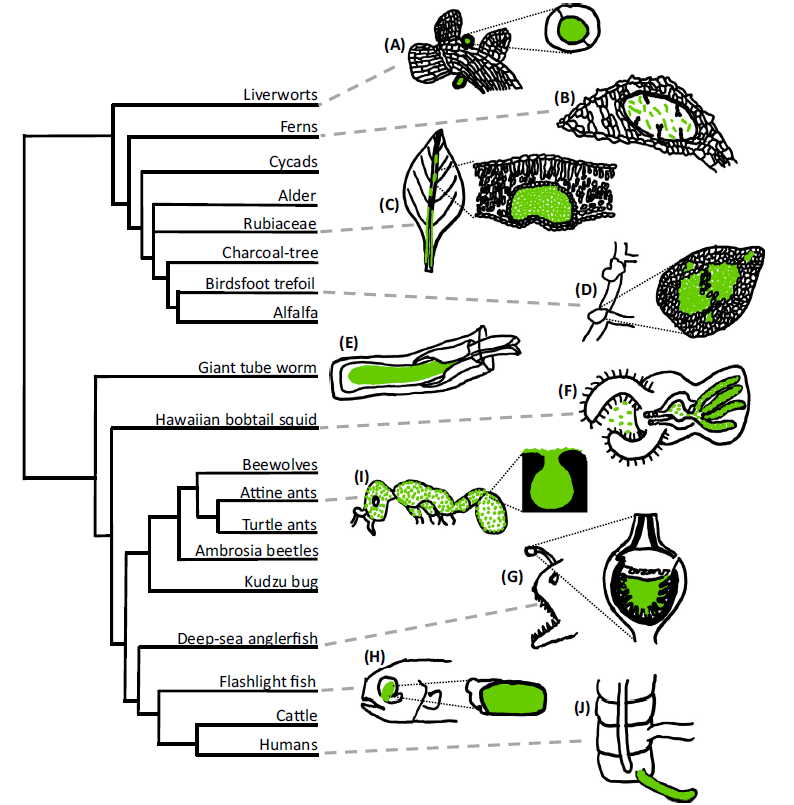 (A)
Liverworts
(B)
Ferns
Cycads
Alder
(C)
Rubiaceae
Charcoal-tree
Birdsfoot trefoil
(D)
Alfalfa
(E)
Giant tube worm
(F)
Hawaiian bobtail squid
Beewolves
(I)
Attine ants
Turtle ants
Ambrosia beetles
(G)
Kudzu bug
Deep-sea anglerfish
(H)
Flashlight fish
(J)
Cattle
Humans